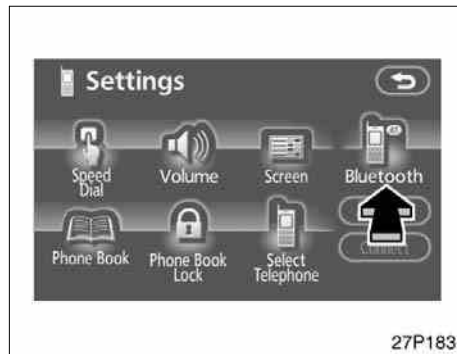 Settings
Speed
Dial
Volume
Screen
Bluetooth
Phone Book
Phone Book
Lock
Select
Telephone
27P183